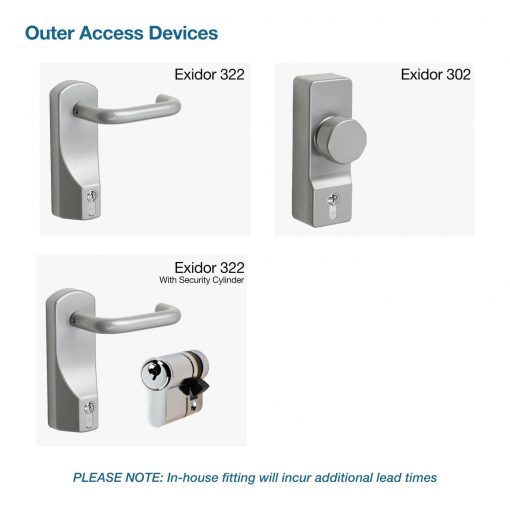 Outer Access Devices
Exidor 322
Exidor 302
Exidor 322
With Security Cylinder
PLEASE NOTE: In-house fitting will incur additional lead times